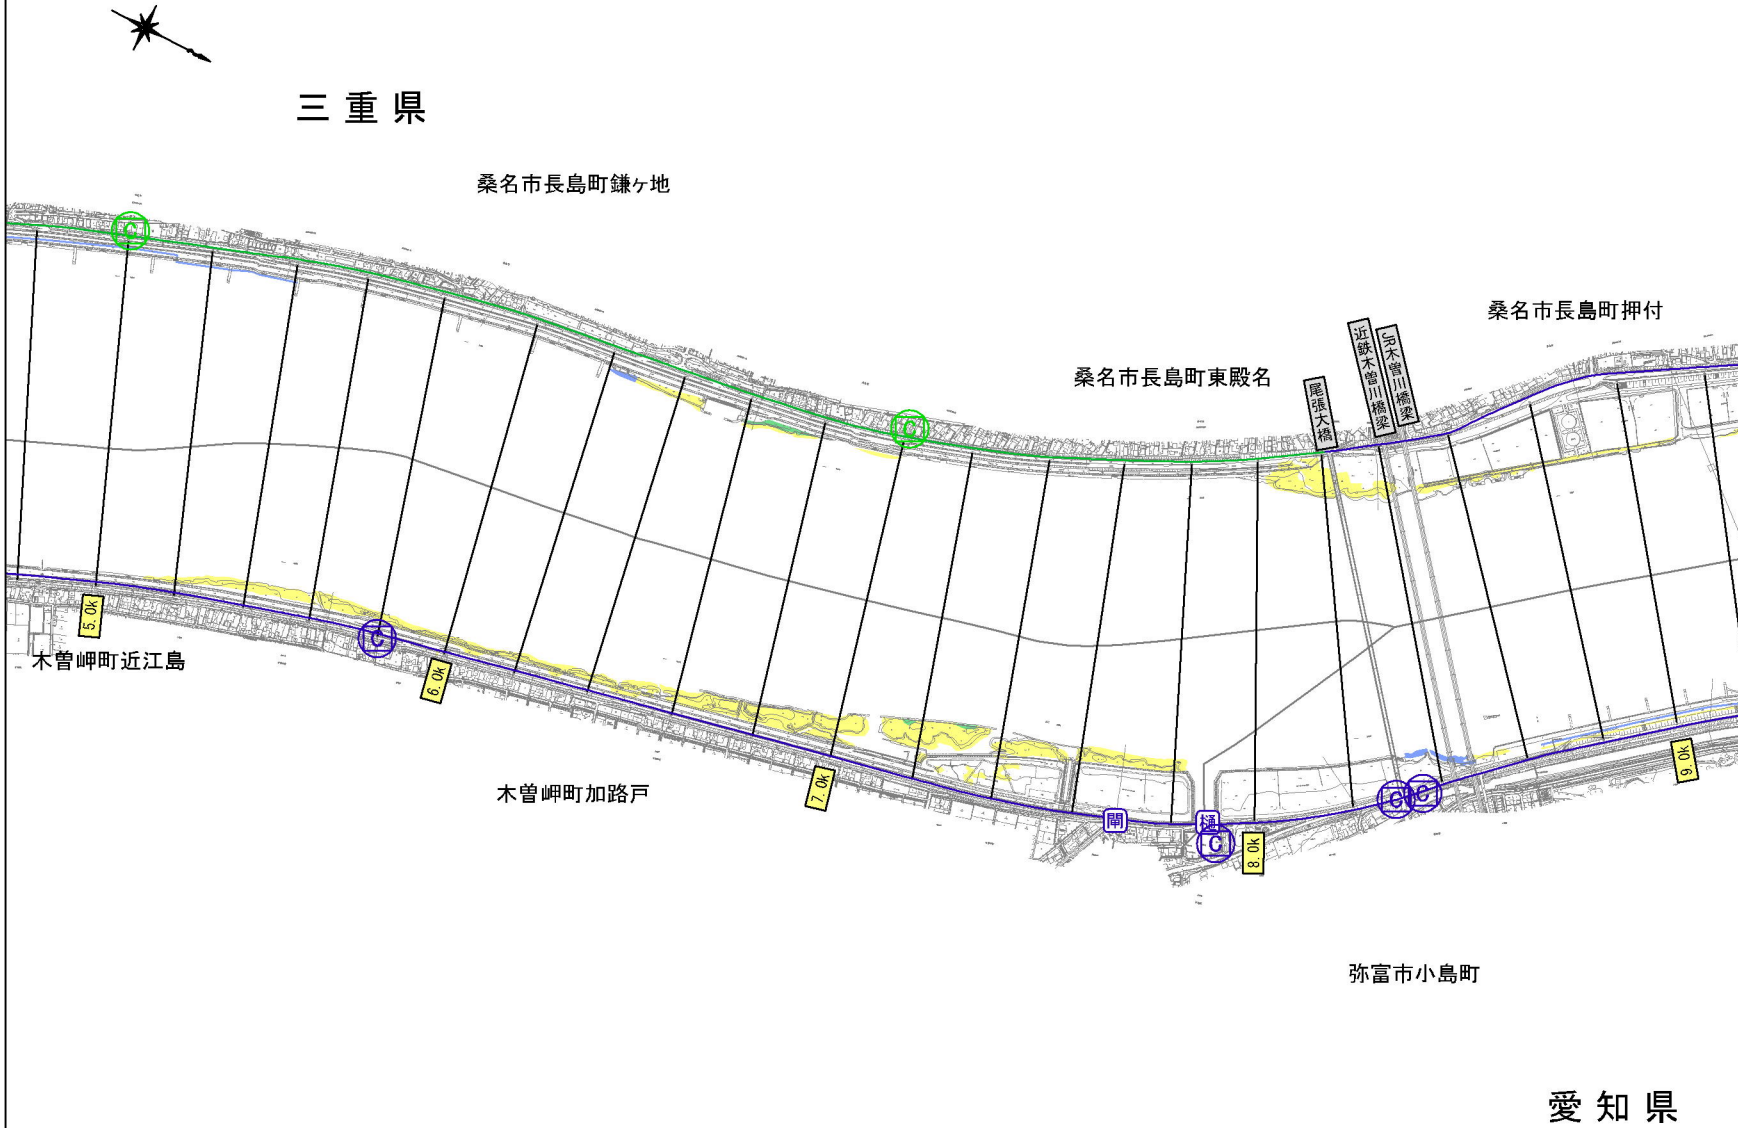 三重県
桑名市長島町鎌ヶ地
C
桑名市長島町押付
近鉄木曽川橋梁
JR木曽川橋梁
桑名市長島町東殿名
尾張大橋
C
5.0k
木曽岬町近江島
C
6.0k
木曽岬町加路戸
7.0k
閘
樋
C
8.0k
C
C
9.0k
弥富市小島町
愛知県